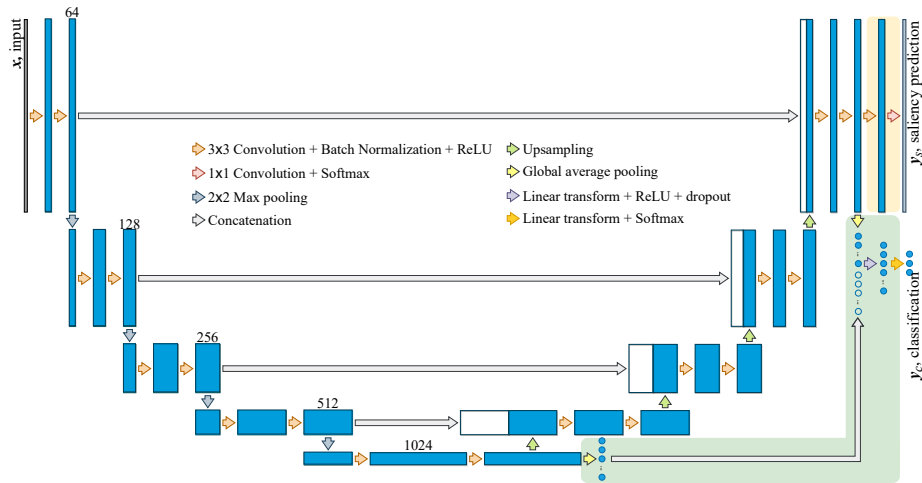 64
x, input
y_S, saliency prediction
3x3 Convolution + Batch Normalization + ReLU
1x1 Convolution + Softmax
2x2 Max pooling
Concatenation
Upsampling
Global average pooling
Linear transform + ReLU + dropout
Linear transform + Softmax
128
256
512
1024
y_C, classification